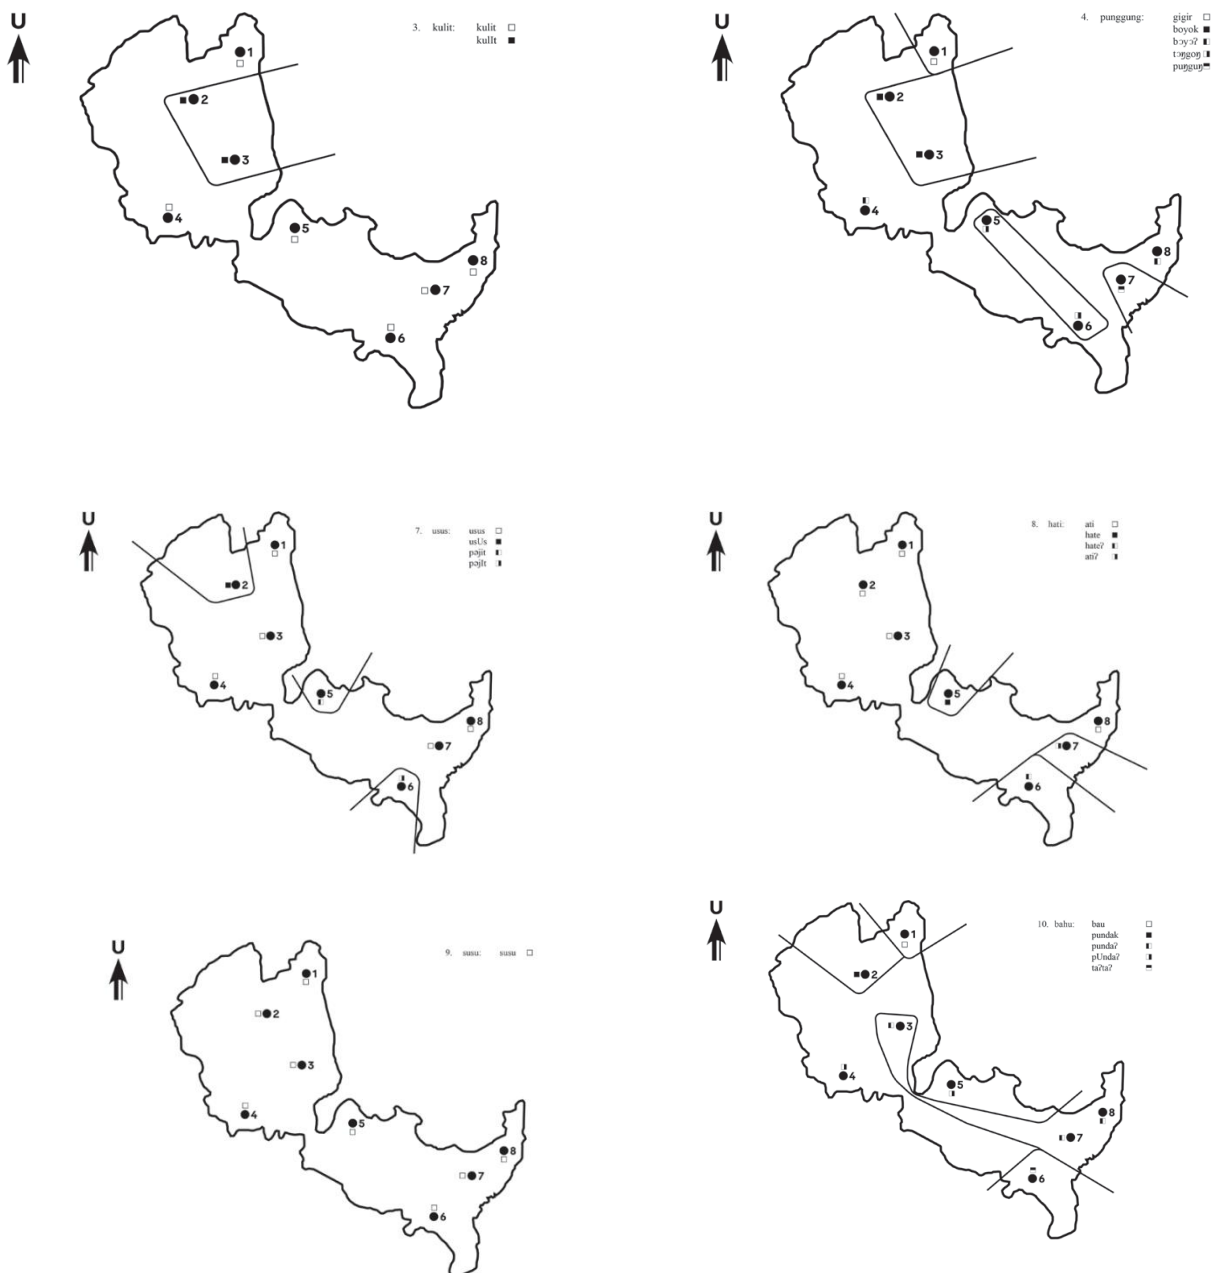 U
3. kulit: kulit □
kulIt ■
1
2
3
4
5
8
7
6
U
4. punggung: gigir □
boyok ■
bɔyɔʔ
tɔŋgoŋ
puŋguŋ
1
2
3
4
5
8
7
6
U
7. usus: usus □
usUs ■
pəjit
pəjIt
1
2
3
4
5
8
7
6
U
8. hati: ati □
hate ■
hateʔ
atiʔ
1
2
3
4
5
8
7
6
U
9. susu: susu □
1
2
3
4
5
8
7
6
U
10. bahu: bau □
pundak ■
pundaʔ
pUndaʔ
taʔtaʔ
1
2
3
4
5
8
7
6